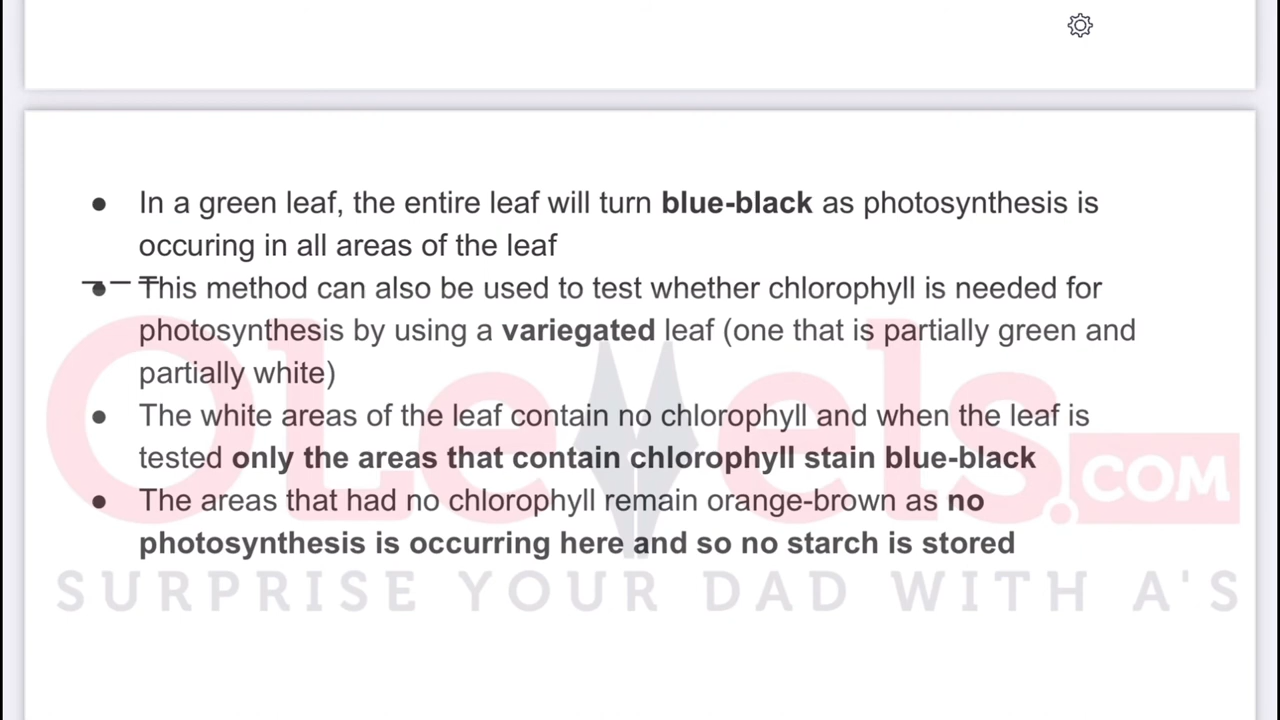 ● In a green leaf, the entire leaf will turn blue-black as photosynthesis is
occuring in all areas of the leaf
● This method can also be used to test whether chlorophyll is needed for
photosynthesis by using a variegated leaf (one that is partially green and
partially white)
● The white areas of the leaf contain no chlorophyll and when the leaf is
tested only the areas that contain chlorophyll stain blue-black
● The areas that had no chlorophyll remain orange-brown as no
photosynthesis is occurring here and so no starch is stored
OLevels.COM
SURPRISE YOUR DAD WITH A'S